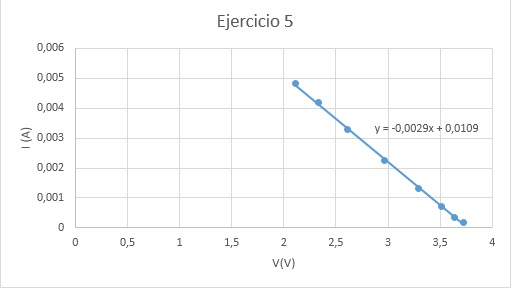 Ejercicio 5
0,006
0,005
0,004
0,003
0,002
0,001
0
I (A)
y = -0,0029x + 0,0109
0 0,5 1 1,5 2 2,5 3 3,5 4
V(V)